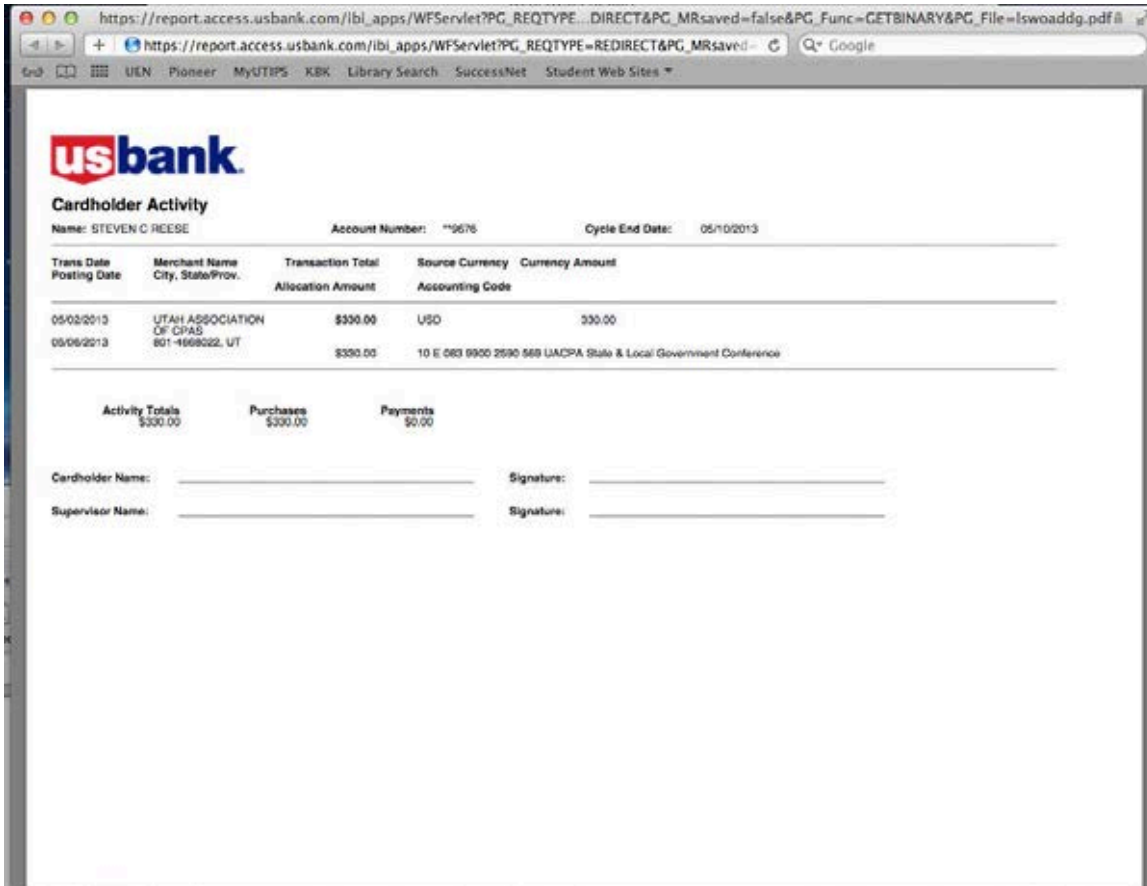 https://report.access.usbank.com/ibi_apps/WFServlet?PG_REQTYPE...DIRECT&PG_MRsaved=false&PG_Func=GETBINARY&PG_File=lswoaddg.pdf
https://report.access.usbank.com/ibi_apps/WFServlet?PG_REQTYPE=REDIRECT&PG_MRsaved= Google
UEN Pioneer MyUTIPS KBK Library Search SuccessNet Student Web Sites
usbank.
Cardholder Activity
Name: STEVEN C REESE Account Number: **9676 Cycle End Date: 05/10/2013
Trans Date Merchant Name Transaction Total Source Currency Currency Amount
Posting Date City, State/Prov.
Allocation Amount Accounting Code
05/02/2013 UTAH ASSOCIATION $330.00 USD 330.00
OF CPAS
05/06/2013 801-4668022, UT
$330.00 10 E 083 9900 2590 569 UACPA State & Local Government Conference
Activity Totals Purchases Payments
$330.00 $330.00 $0.00
Cardholder Name: Signature:
Supervisor Name: Signature: